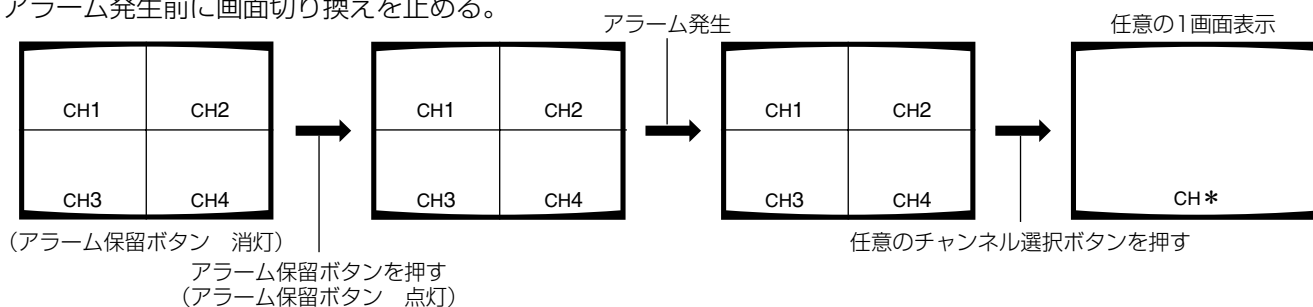 アラーム発生前に画面切り換えを止める。
アラーム発生
任意の1画面表示
CH1
CH2
CH3
CH4
CH1
CH2
CH3
CH4
CH1
CH2
CH3
CH4
CH＊
（アラーム保留ボタン　消灯）
アラーム保留ボタンを押す
（アラーム保留ボタン　点灯）
任意のチャンネル選択ボタンを押す